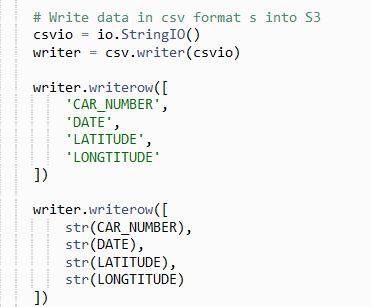 # Write data in csv format s into S3
csvio = io.StringIO()
writer = csv.writer(csvio)
writer.writerow([
'CAR_NUMBER',
'DATE',
'LATITUDE',
'LONGTITUDE'
])
writer.writerow([
str(CAR_NUMBER),
str(DATE),
str(LATITUDE),
str(LONGTITUDE)
])